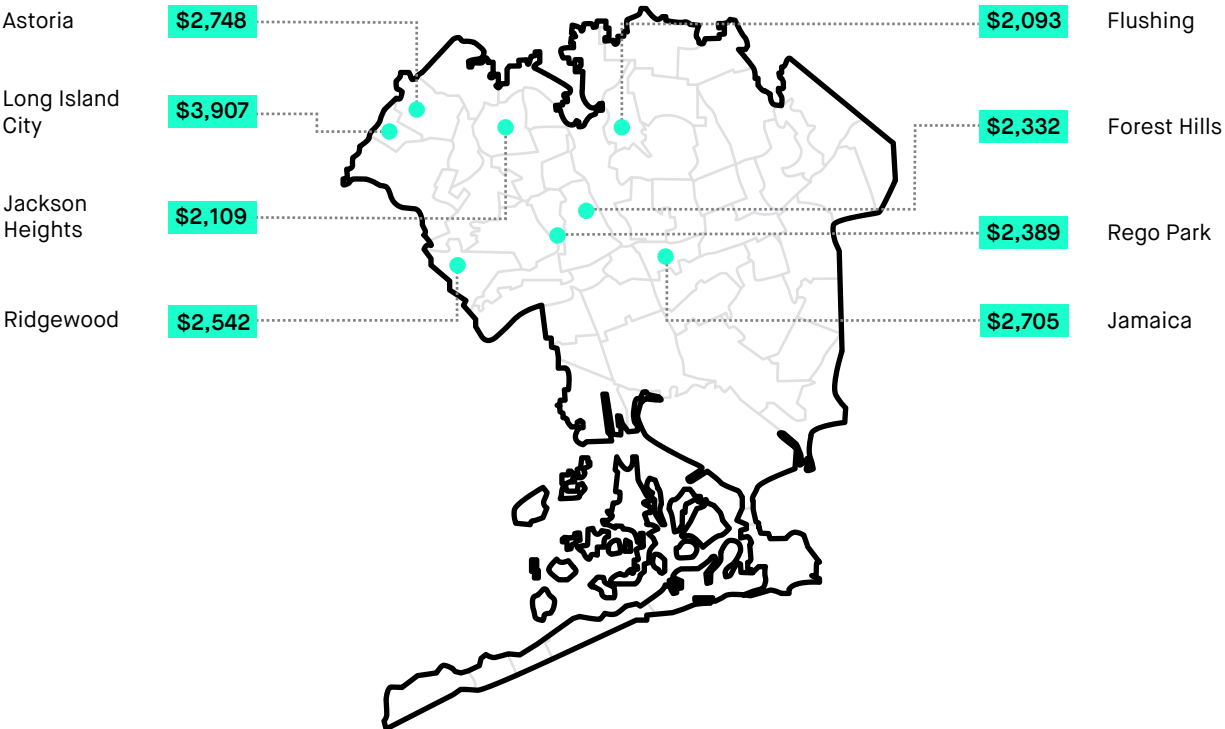 Astoria
$2,748
Long Island
City
$3,907
Jackson
Heights
$2,109
Ridgewood
$2,542
$2,093
Flushing
$2,332
Forest Hills
$2,389
Rego Park
$2,705
Jamaica